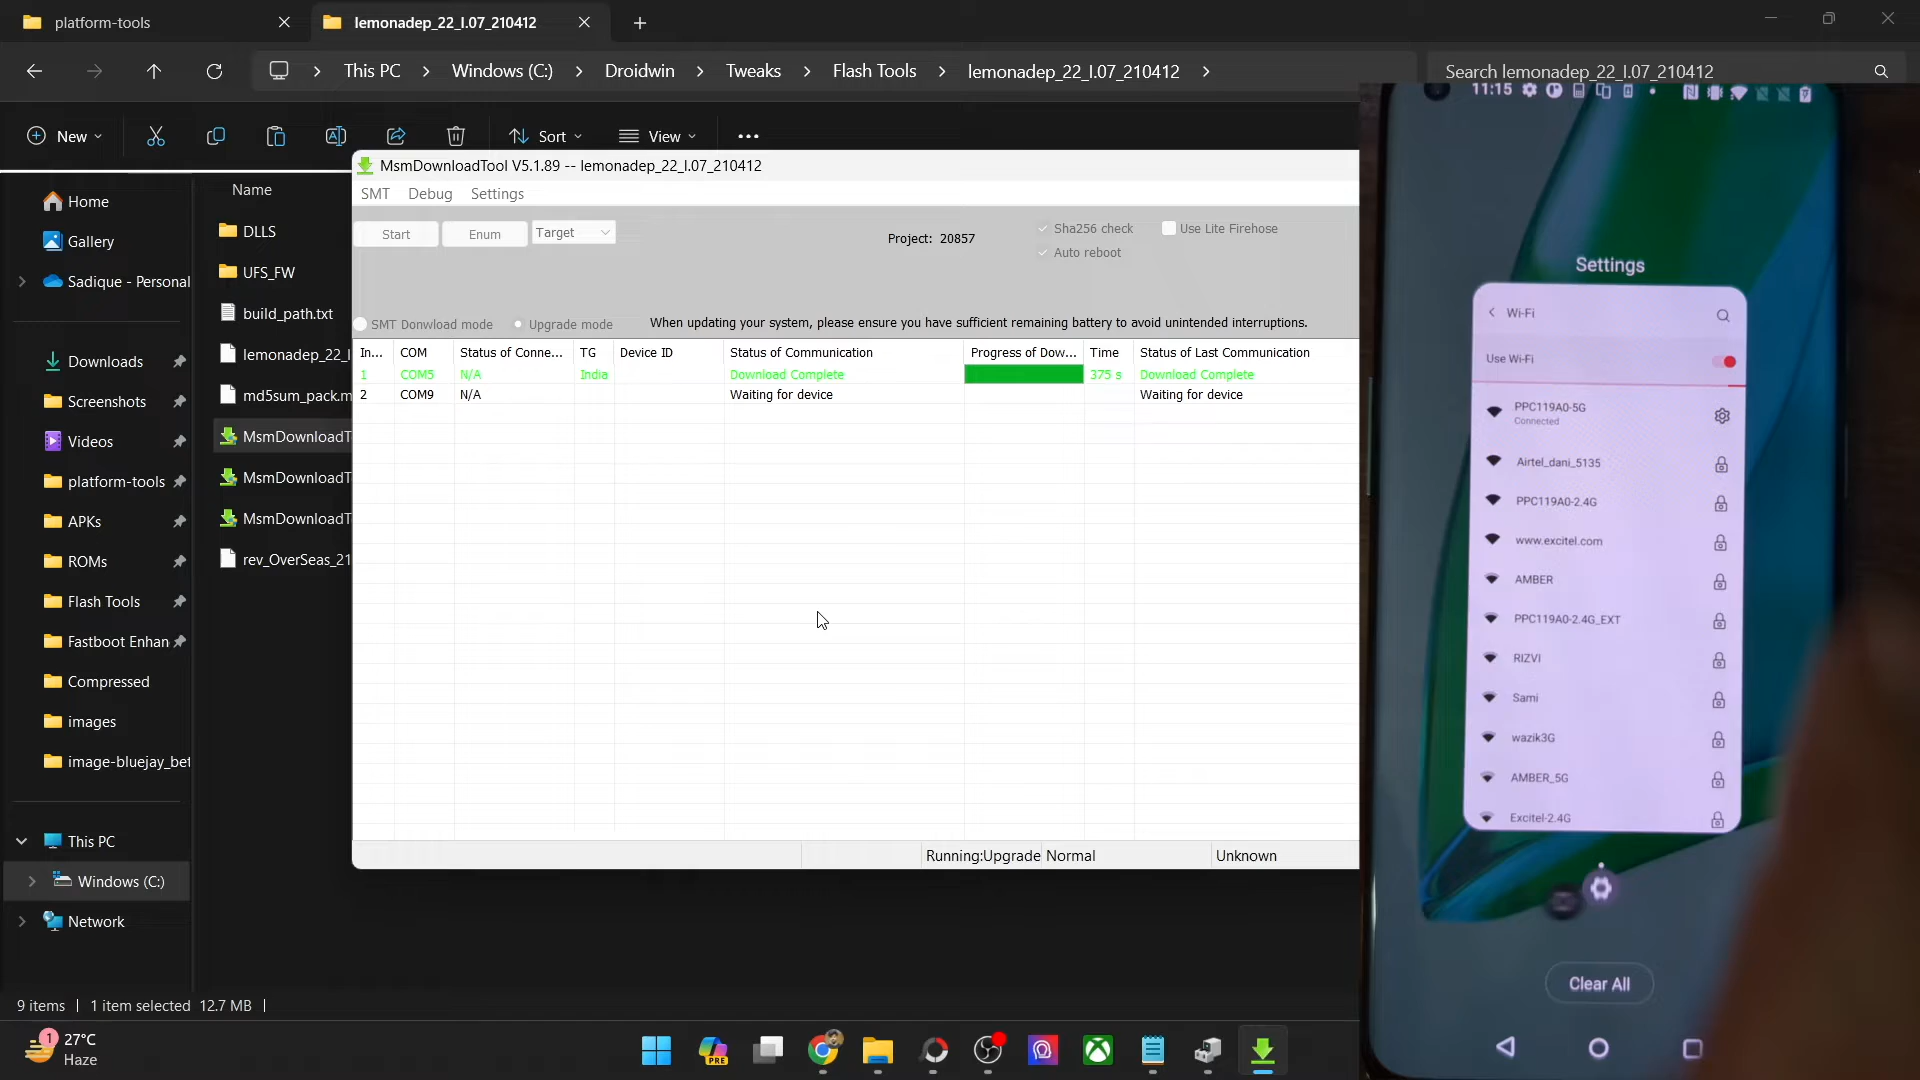 platform-tools
lemonadep_22_I.07_210412
This PC
Windows (C:)
Droidwin
Tweaks
Flash Tools
lemonadep_22_I.07_210412
Search lemonadep_22_I.07_210412
New
Sort
View
Home
Gallery
Sadique - Personal
Downloads
Screenshots
Videos
platform-tools
APKs
ROMs
Flash Tools
Fastboot Enhan
Compressed
images
image-bluejay_bet
This PC
Windows (C:)
Network
Name
DLLS
UFS_FW
build_path.txt
lemonadep_22_I
md5sum_pack.m
MsmDownloadT
MsmDownloadT
MsmDownloadT
rev_OverSeas_21
MsmDownloadTool V5.1.89 -- lemonadep_22_I.07_210412
SMT Debug Settings
Start Enum Target
Project: 20857
Sha256 check
Use Lite Firehose
Auto reboot
SMT Donwload mode
Upgrade mode
When updating your system, please ensure you have sufficient remaining battery to avoid unintended interruptions.
In... COM Status of Conne... TG Device ID Status of Communication Progress of Dow... Time Status of Last Communication
1 COM5 N/A India Download Complete 375 s Download Complete
2 COM9 N/A Waiting for device Waiting for device
Running:Upgrade Normal Unknown
11:15
Settings
Wi-Fi
Use Wi-Fi
PPC119A0-5G
Connected
Airtel_dani_5135
PPC119A0-2.4G
www.excitel.com
AMBER
PPC119A0-2.4G_EXT
RIZVI
Sami
wazik3G
AMBER_5G
Excitel-2.4G
Clear All
9 items
1 item selected 12.7 MB
1
27°C
Haze
PRE